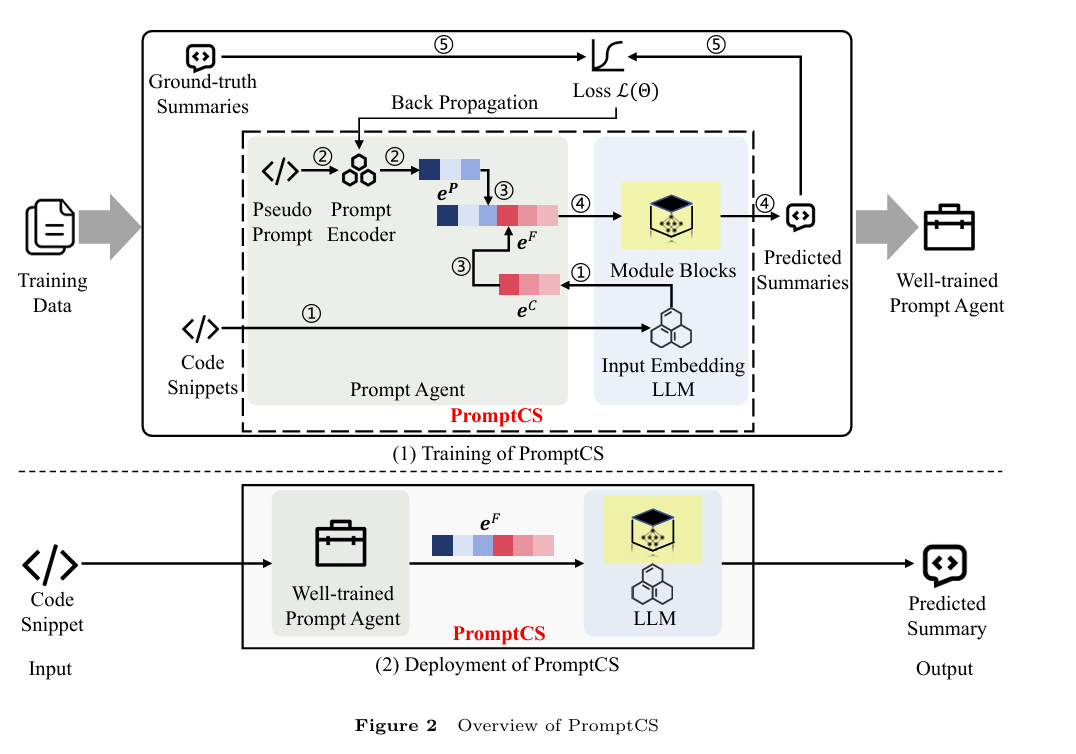 ⑤
⑤
Ground-truth
Summaries
Loss ℒ(Θ)
Back Propagation
②
②
Pseudo
Prompt
Prompt
Encoder
e^P
③
e^F
④
④
Module Blocks
Predicted
Summaries
③
①
e^C
①
Training
Data
Code
Snippets
Input Embedding
LLM
Prompt Agent
PromptCS
Well-trained
Prompt Agent
(1) Training of PromptCS
e^F
Code
Snippet
Well-trained
Prompt Agent
LLM
PromptCS
Predicted
Summary
Input
(2) Deployment of PromptCS
Output
Figure 2 Overview of PromptCS